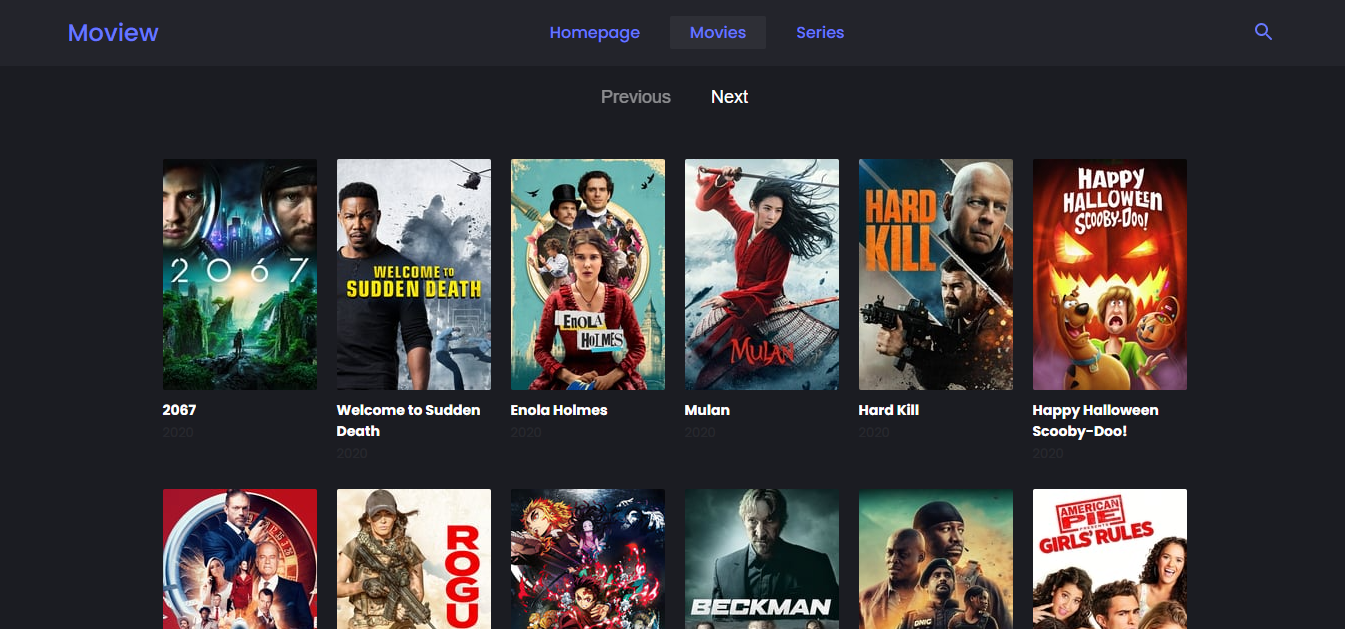 Moview
Homepage
Movies
Series
Previous
Next
2067
WELCOME TO
SUDDEN DEATH
ENOLA
HOLMES
MULAN
HARD
KILL
HAPPY
HALLOWEEN
SCOOBY-DOO!
2067
2020
Welcome to Sudden
Death
2020
Enola Holmes
2020
Mulan
2020
Hard Kill
2020
Happy Halloween
Scooby-Doo!
2020
ROGU
BECKMAN
DNIC
AMERICAN
PIE
PRESENTS
GIRLS' RULES